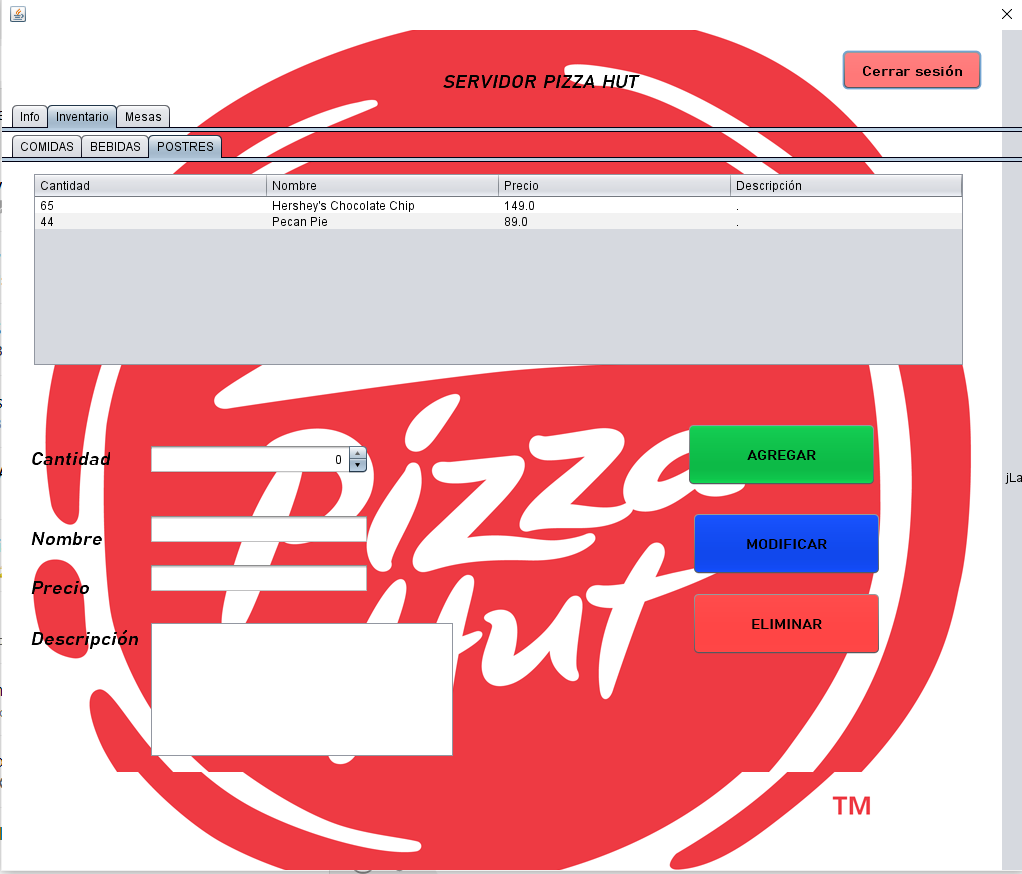 SERVIDOR PIZZA HUT
Cerrar sesión
Info Inventario Mesas
COMIDAS BEBIDAS POSTRES
Cantidad Nombre Precio Descripción
65 Hershey's Chocolate Chip 149.0 .
44 Pecan Pie 89.0 .
Pizza
Hut
Cantidad 0
AGREGAR
jLa
Nombre
MODIFICAR
Precio
ELIMINAR
Descripción
TM